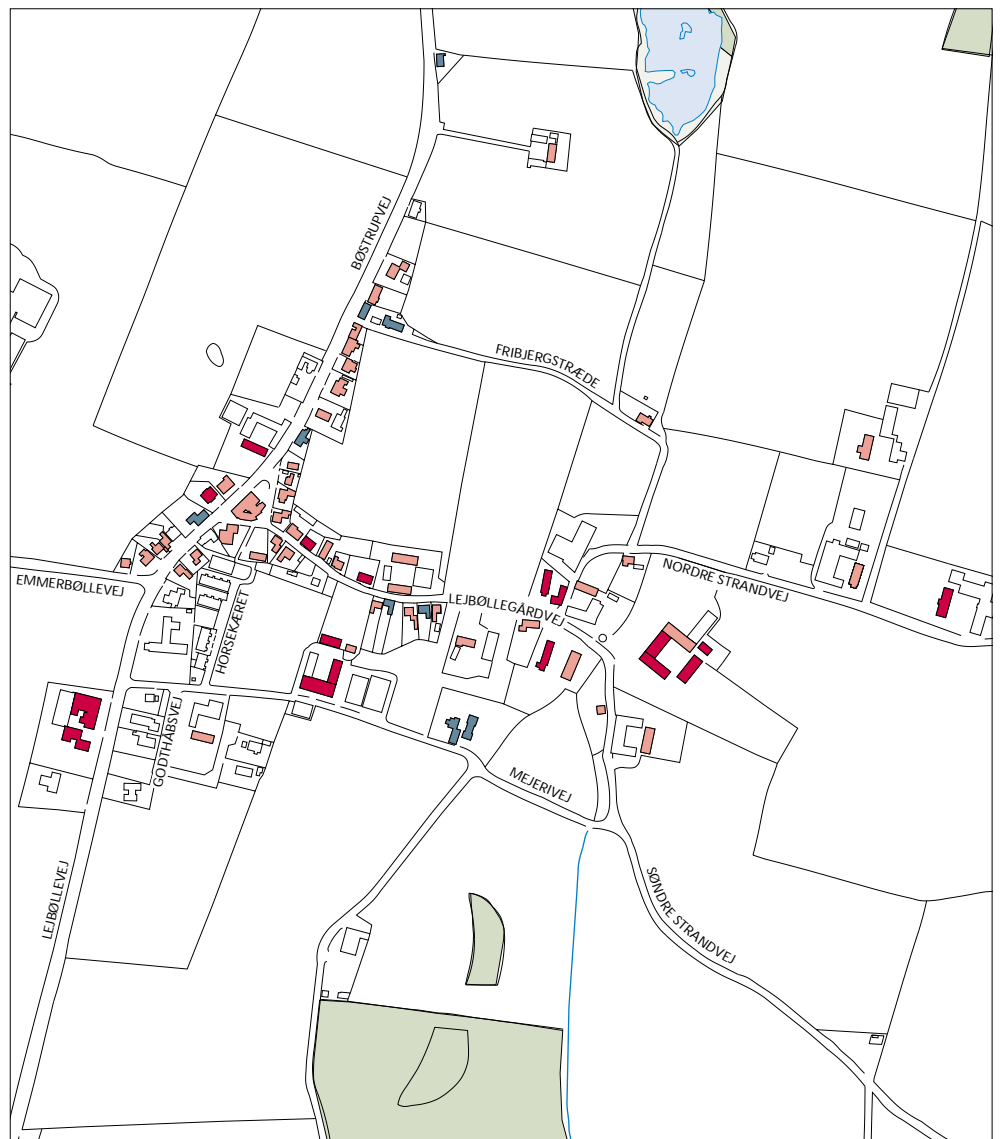 BØSTRUPVEJ
FRIBJERGSTRÆDE
NORDRE STRANDVEJ
EMMERBØLLEVEJ
LEJBØLLEGÅRDVEJ
HORSEKÆRET
GODTHÅBSVEJ
MEJERIVEJ
LEJBØLLEVEJ
SØNDRE STRANDVEJ